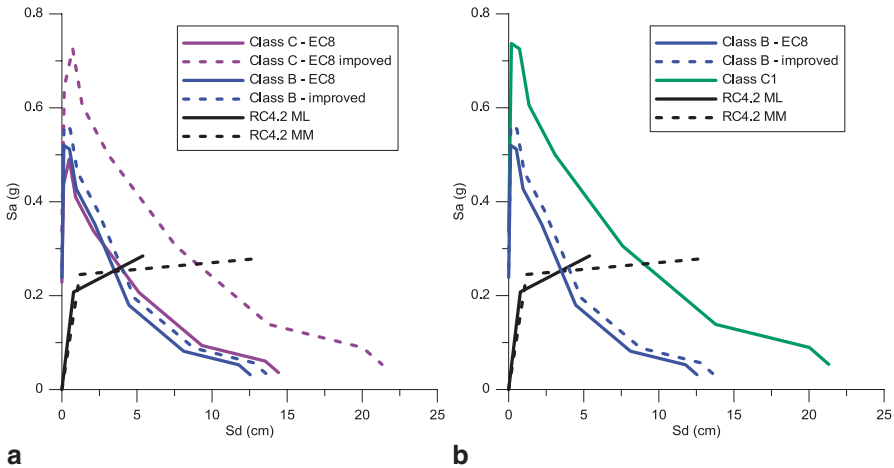 0.8
0.6
0.4
0.2
0
Sa (g)
Class C - EC8
Class C - EC8 impoved
Class B - EC8
Class B - improved
RC4.2 ML
RC4.2 MM
0 5 10 15 20 25
Sd (cm)
a
0.8
0.6
0.4
0.2
0
Sa (g)
Class B - EC8
Class B - improved
Class C1
RC4.2 ML
RC4.2 MM
0 5 10 15 20 25
Sd (cm)
b